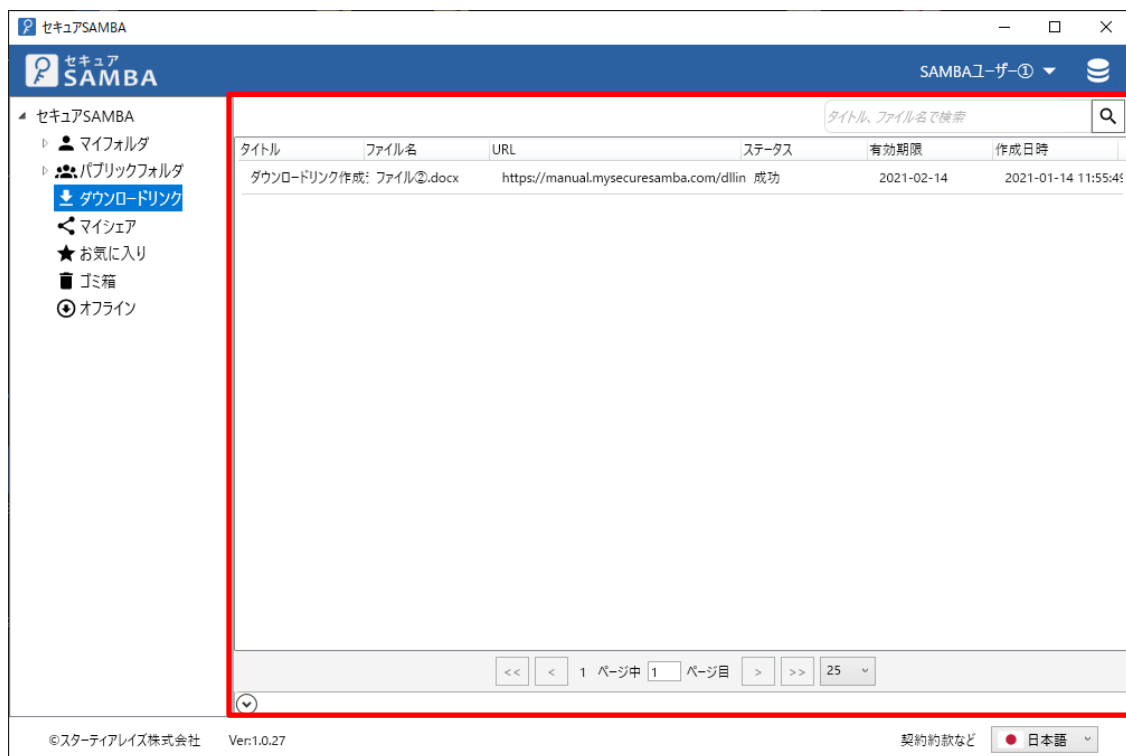 セキュアSAMBA
セキュア
SAMBA
SAMBAユーザー①
セキュアSAMBA
マイフォルダ
パブリックフォルダ
ダウンロードリンク
マイシェア
お気に入り
ゴミ箱
オフライン
タイトル、ファイル名で検索
タイトル ファイル名 URL ステータス 有効期限 作成日時
ダウンロードリンク作成 ファイル②.docx https://manual.mysecuresamba.com/dllin 成功 2021-02-14 2021-01-14 11:55:49
<< < 1 ページ中 1 ページ目 > >> 25
©スターティアレイズ株式会社 Ver:1.0.27 契約約款など 日本語